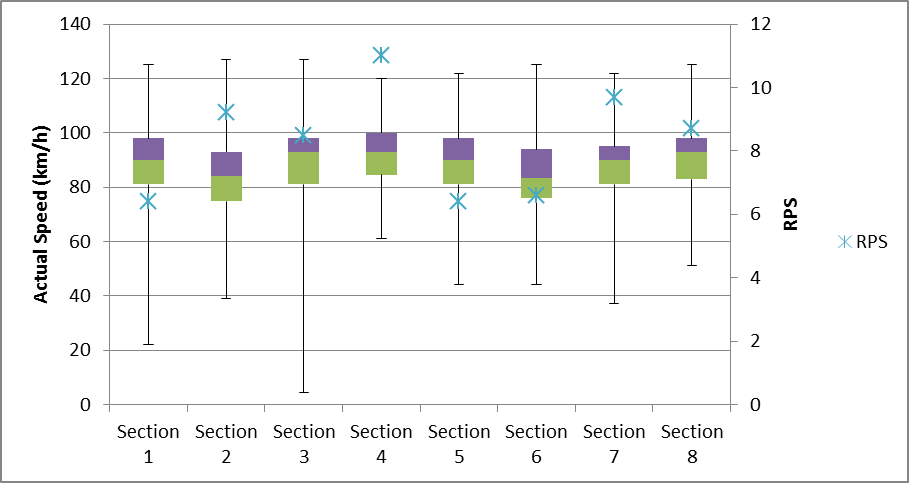 140
120
100
80
60
40
20
0
Actual Speed (km/h)
12
10
8
6
4
2
0
RPS
RPS
Section 1
Section 2
Section 3
Section 4
Section 5
Section 6
Section 7
Section 8